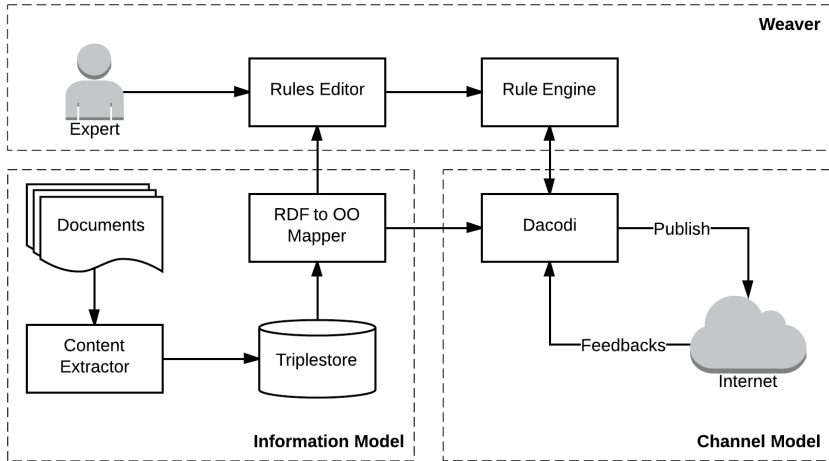 Weaver
Expert
Rules Editor
Rule Engine
Documents
RDF to OO
Mapper
Dacodi
Publish
Content
Extractor
Triplestore
Feedbacks
Internet
Information Model
Channel Model